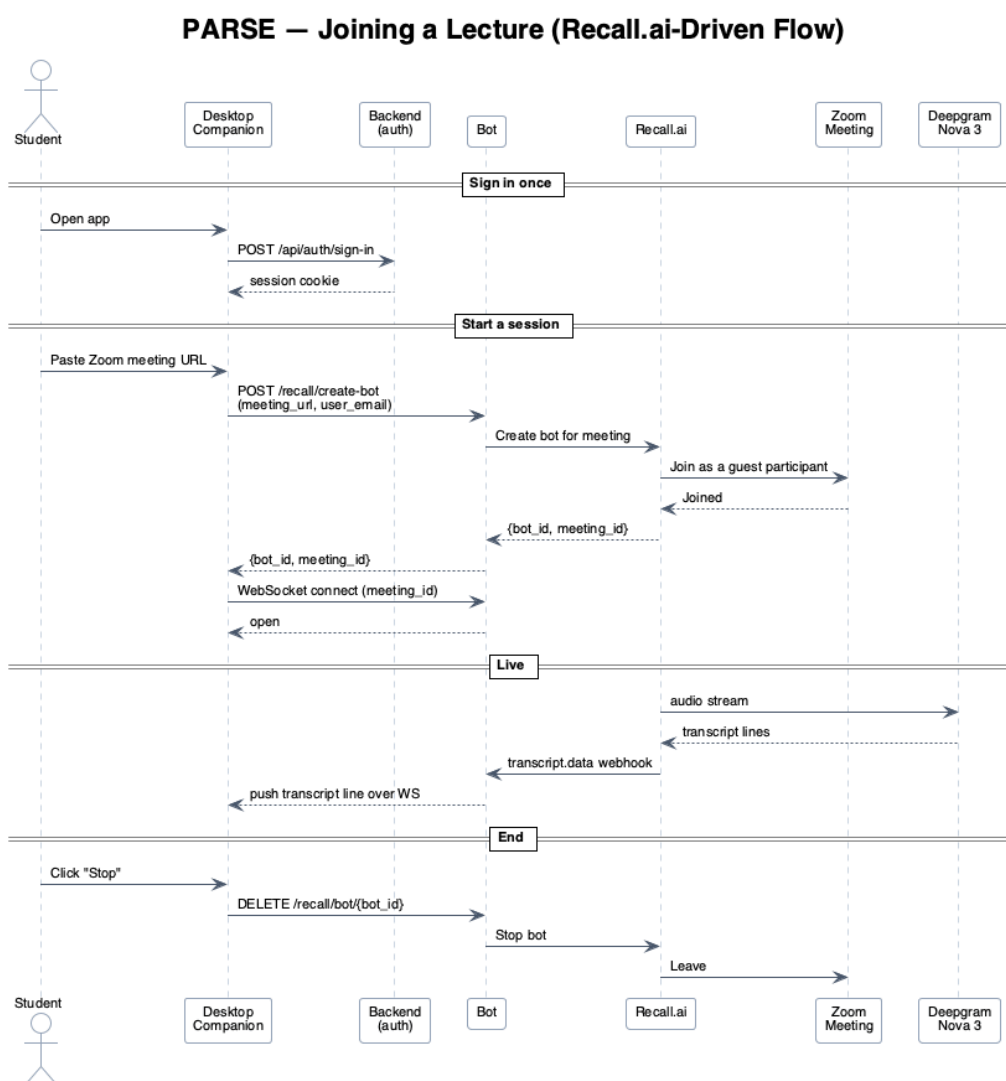 PARSE — Joining a Lecture (Recall.ai-Driven Flow)
Student
Desktop
Companion
Backend
(auth)
Bot
Recall.ai
Zoom
Meeting
Deepgram
Nova 3
Sign in once
Open app
POST /api/auth/sign-in
session cookie
Start a session
Paste Zoom meeting URL
POST /recall/create-bot
(meeting_url, user_email)
Create bot for meeting
Join as a guest participant
Joined
{bot_id, meeting_id}
{bot_id, meeting_id}
WebSocket connect (meeting_id)
open
Live
audio stream
transcript lines
transcript.data webhook
push transcript line over WS
End
Click "Stop"
DELETE /recall/bot/{bot_id}
Stop bot
Leave
Student
Desktop
Companion
Backend
(auth)
Bot
Recall.ai
Zoom
Meeting
Deepgram
Nova 3